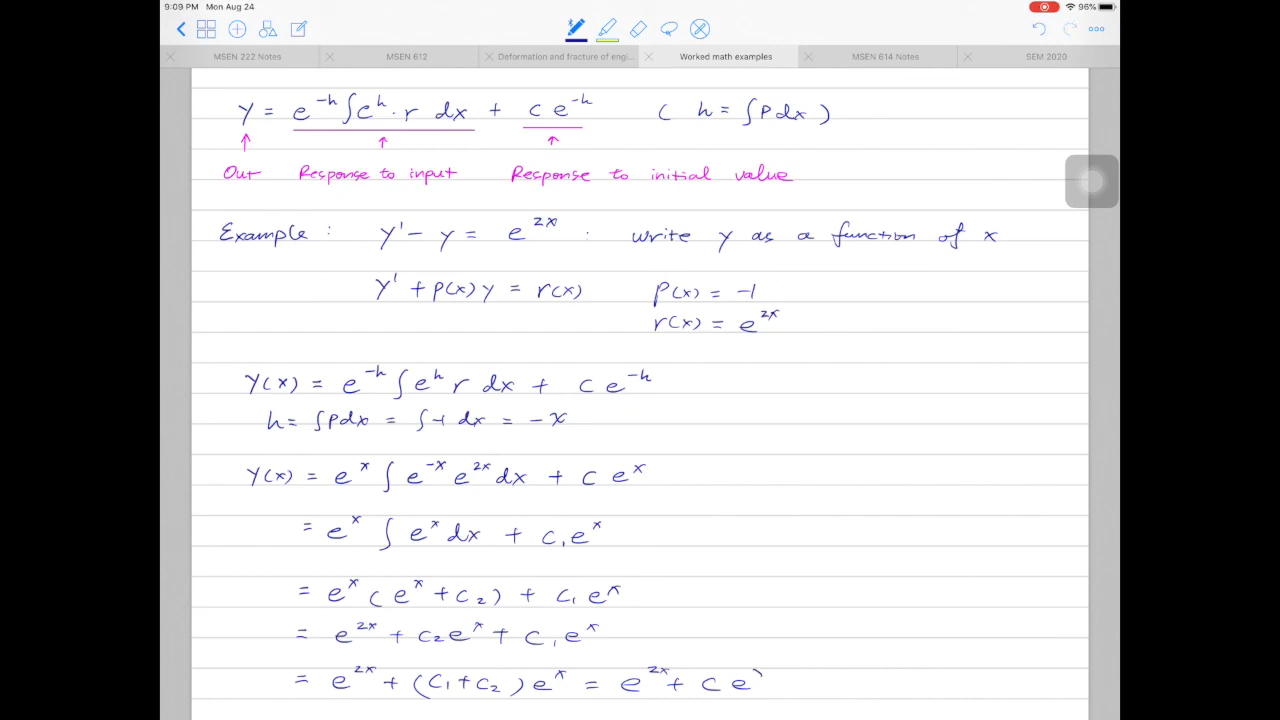 9:09 PM Mon Aug 24 96%
MSEN 222 Notes MSEN 612 Deformation and fracture of engi... Worked math examples MSEN 614 Notes SEM 2020
y = e^-h ∫e^h · r dx + c e^-h ( h = ∫p dx )
Out Response to input Response to initial value
Example : y' - y = e^2x : write y as a function of x
y' + p(x) y = r(x) p(x) = -1
r(x) = e^2x
y(x) = e^-h ∫e^h r dx + c e^-h
h = ∫p dx = ∫-1 dx = -x
y(x) = e^x ∫ e^-x e^2x dx + c e^x
= e^x ∫ e^x dx + c₁e^x
= e^x ( e^x + c₂ ) + c₁ e^x
= e^2x + c₂e^x + c₁e^x
= e^2x + (c₁ + c₂ ) e^x = e^2x + c e